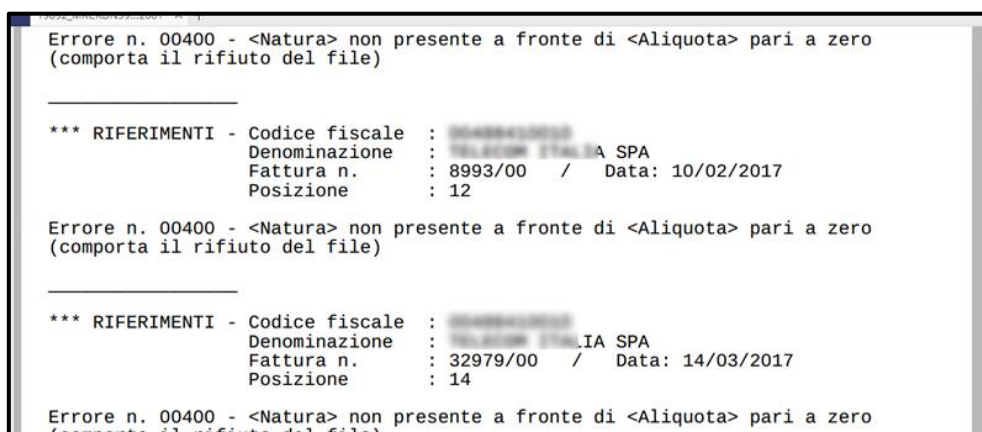 Errore n. 00400 - <Natura> non presente a fronte di <Aliquota> pari a zero
(comporta il rifiuto del file)
*** RIFERIMENTI - Codice fiscale :
Denominazione : SPA
Fattura n. : 8993/00 / Data: 10/02/2017
Posizione : 12
Errore n. 00400 - <Natura> non presente a fronte di <Aliquota> pari a zero
(comporta il rifiuto del file)
*** RIFERIMENTI - Codice fiscale :
Denominazione : SPA
Fattura n. : 32979/00 / Data: 14/03/2017
Posizione : 14
Errore n. 00400 - <Natura> non presente a fronte di <Aliquota> pari a zero